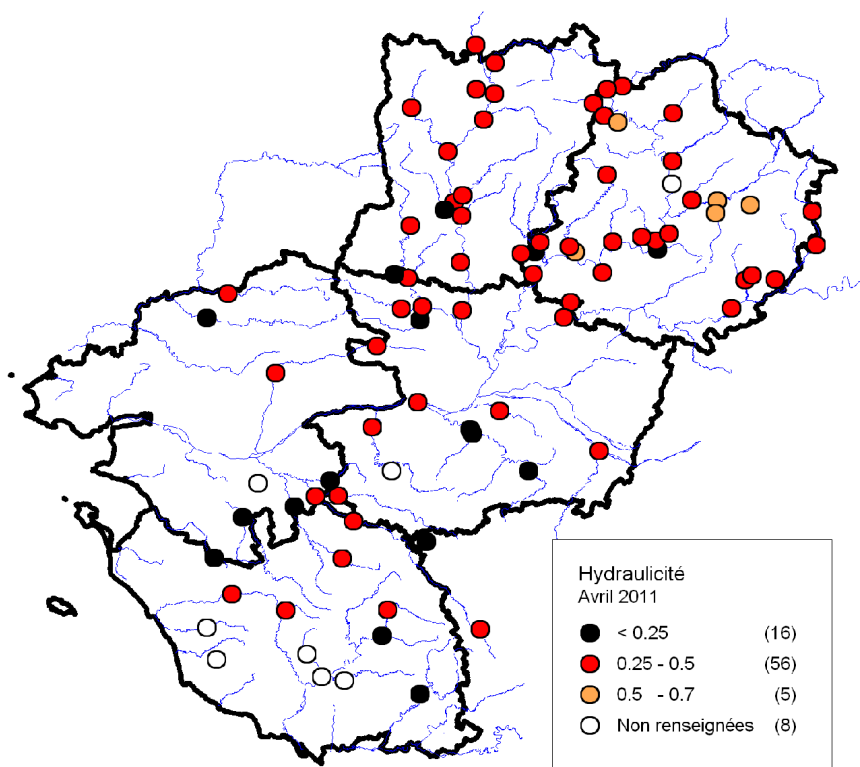 Hydraulicité
Avril 2011
< 0.25 (16)
0.25 - 0.5 (56)
0.5 - 0.7 (5)
Non renseignées (8)